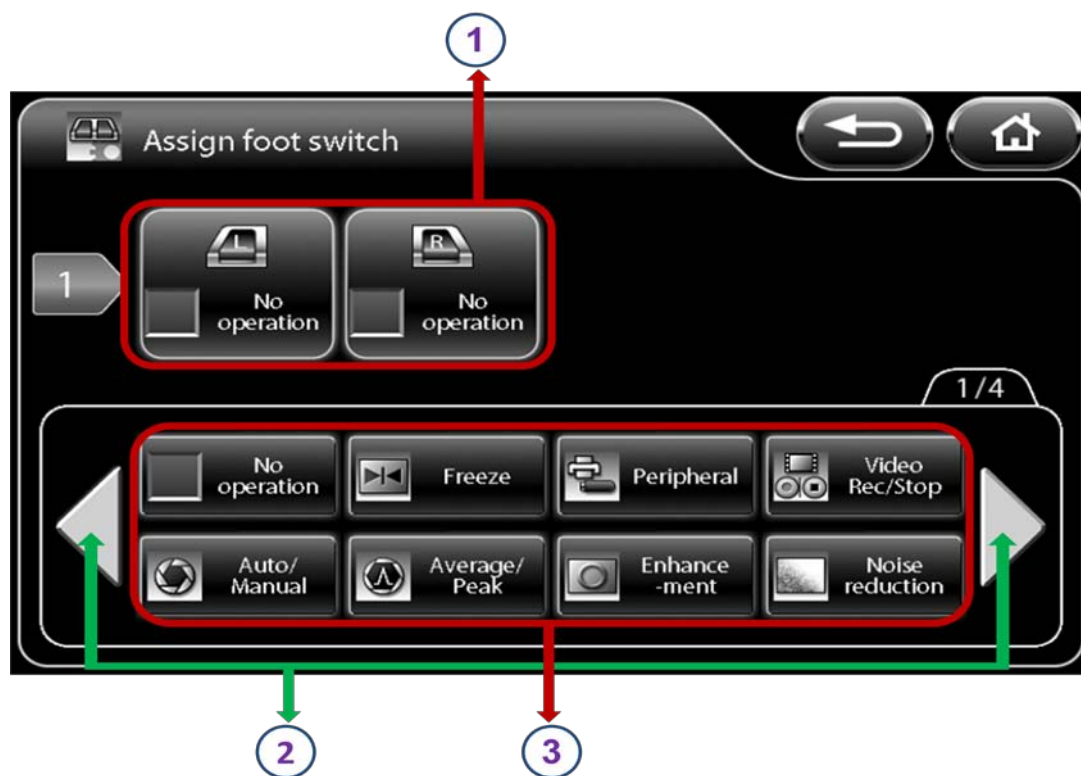 1
Assign foot switch
1
L
No
operation
R
No
operation
1/4
No
operation
Freeze
Peripheral
Video
Rec/Stop
Auto/
Manual
Average/
Peak
Enhance
-ment
Noise
reduction
2
3